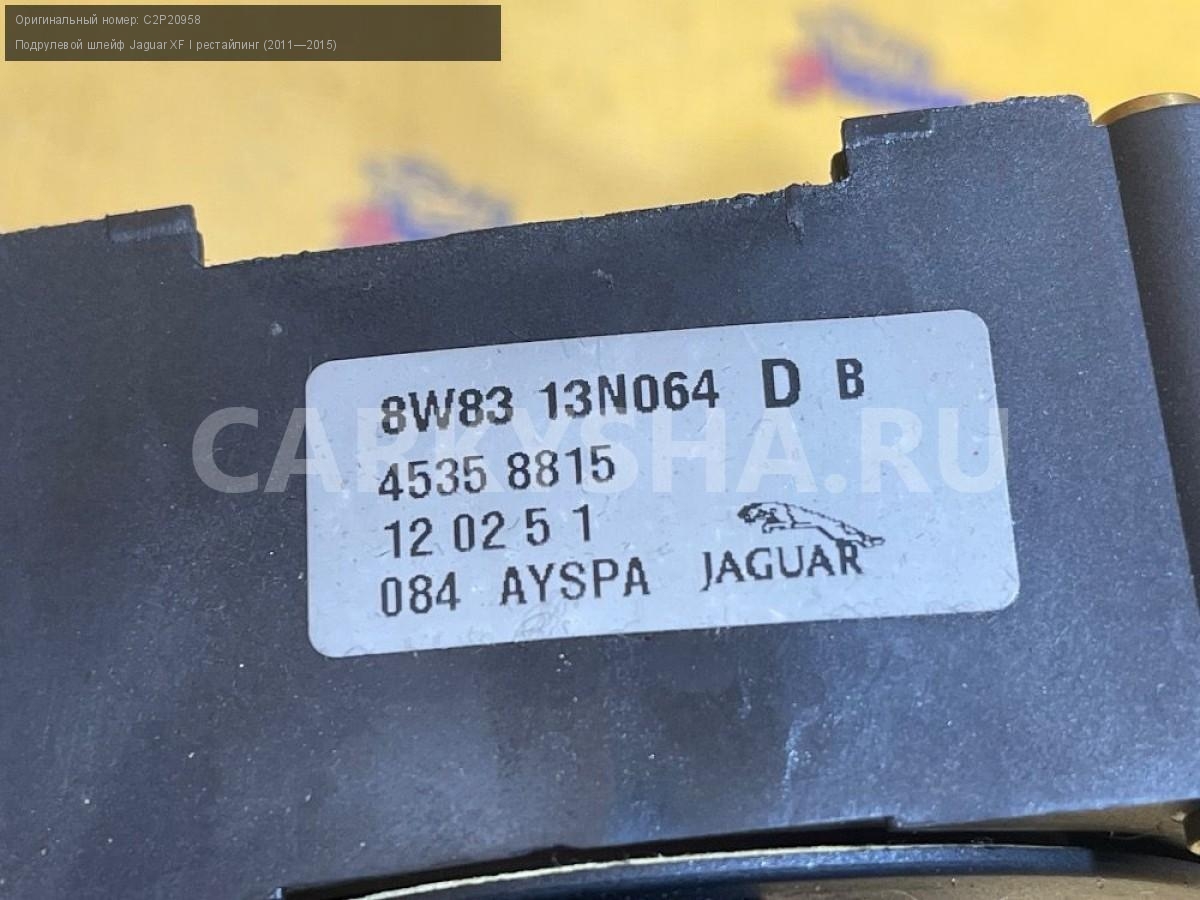 Оригинальный номер: C2P20958
Подрулевой шлейф Jaguar XF I рестайлинг (2011—2015)
8W83 13N064 D B
CARKYSHA.RU
4535 8815
12 02 5 1
084 AYSPA JAGUAR